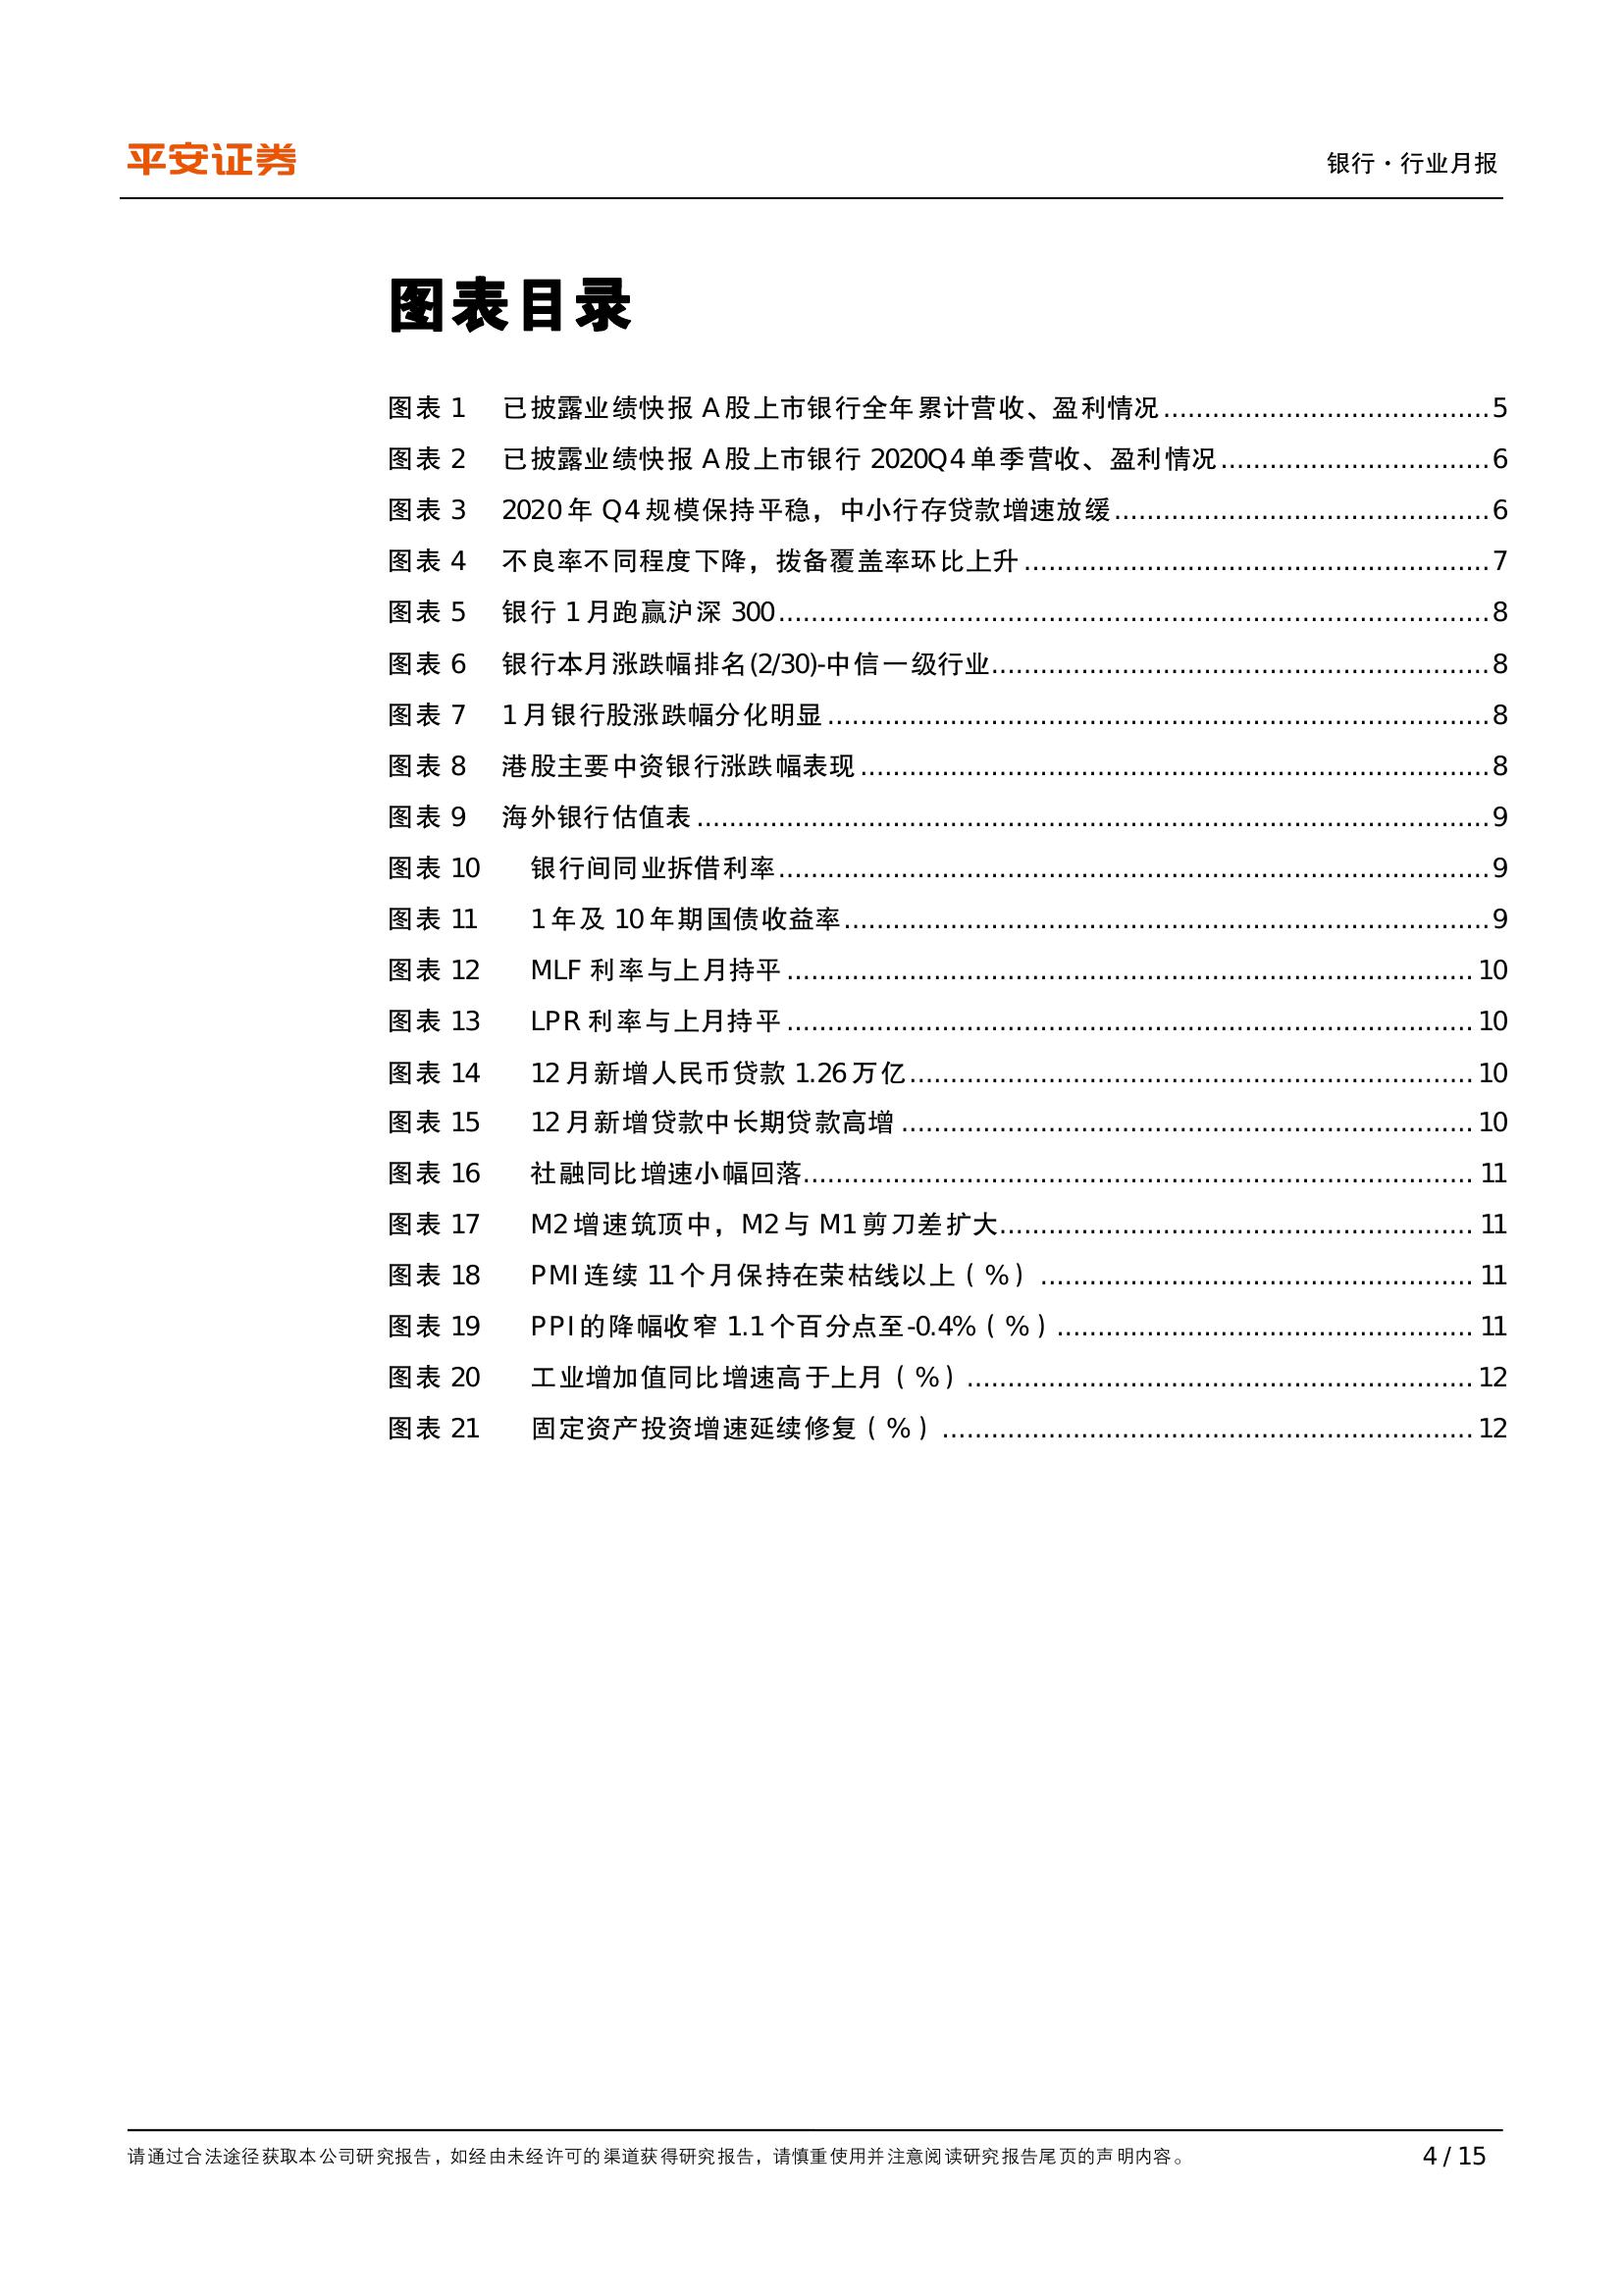 平安证券
银行·行业月报
图表目录
图表 1 已披露业绩快报 A 股上市银行全年累计营收、盈利情况........................................5
图表 2 已披露业绩快报 A 股上市银行 2020Q4 单季营收、盈利情况.................................6
图表 3 2020 年 Q4 规模保持平稳，中小行存贷款增速放缓..............................................6
图表 4 不良率不同程度下降，拨备覆盖率环比上升.........................................................7
图表 5 银行 1 月跑赢沪深 300.......................................................................................8
图表 6 银行本月涨跌幅排名(2/30)-中信一级行业.............................................................8
图表 7 1 月银行股涨跌幅分化明显.................................................................................8
图表 8 港股主要中资银行涨跌幅表现.............................................................................8
图表 9 海外银行估值表.................................................................................................9
图表 10 银行间同业拆借利率.......................................................................................9
图表 11 1 年及 10 年期国债收益率...............................................................................9
图表 12 MLF 利率与上月持平....................................................................................10
图表 13 LPR 利率与上月持平....................................................................................10
图表 14 12 月新增人民币贷款 1.26 万亿.....................................................................10
图表 15 12 月新增贷款中长期贷款高增......................................................................10
图表 16 社融同比增速小幅回落..................................................................................11
图表 17 M2 增速筑顶中，M2 与 M1 剪刀差扩大..........................................................11
图表 18 PMI 连续 11 个月保持在荣枯线以上（%）.....................................................11
图表 19 PPI 的降幅收窄 1.1 个百分点至-0.4%（%）...................................................11
图表 20 工业增加值同比增速高于上月（%）..............................................................12
图表 21 固定资产投资增速延续修复（%）.................................................................12
请通过合法途径获取本公司研究报告，如经由未经许可的渠道获得研究报告，请慎重使用并注意阅读研究报告尾页的声明内容。
4 / 15